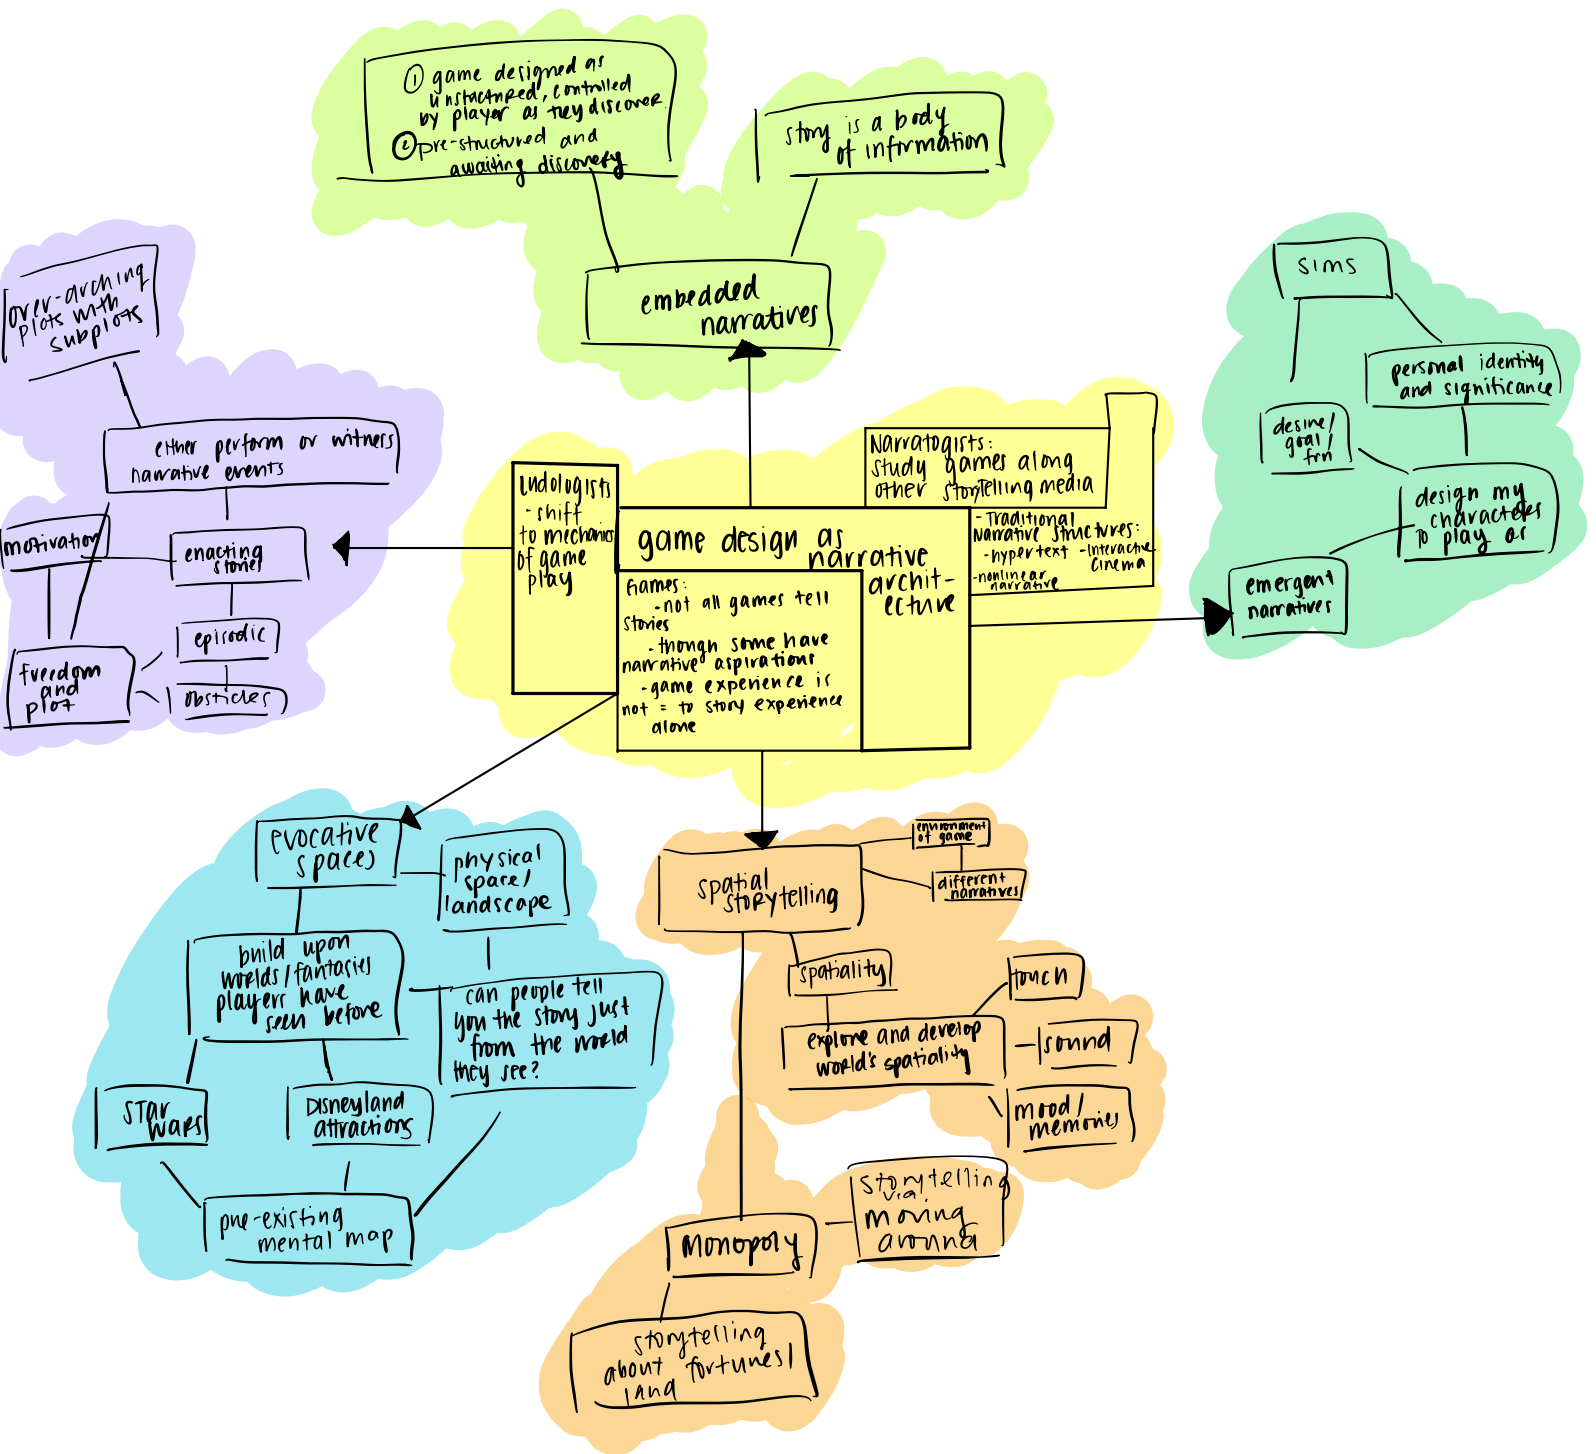 ① game designed as
unstructured, controlled
by player as they discover.
② pre-structured and
awaiting discovery
story is a body
of information
embedded
narratives
over-arching
plots with
subplots
either perform or witness
narrative events
motivation
enacting
stories
episodic
freedom
and
plot
obsticles
sims
personal identity
and significance
desire/
goal/
design my
characters
to play as
emergent
narratives
ludologists
- shift
to mechanics
of game
play
game design as
narrative
archit-
ecture
Narratogists:
study games along
other storytelling media
- Traditional
Narrative structures:
- hypertext - Interactive
Cinema
- nonlinear
narrative
Games:
- not all games tell
stories
- though some have
narrative aspirations
- game experience is
not = to story experience
alone
evocative
spaces
physical
space/
landscape
build upon
worlds/fantasies
players have
seen before
can people tell
you the story just
from the world
they see?
STAR
WARS
Disneyland
attractions
pre-existing
mental map
spatial
storytelling
environment
of game
different
narratives
spatiality
explore and develop
world's spatiality
touch
sound
mood/
memories
monopoly
storytelling
via
moving
around
storytelling
about fortunes/
land